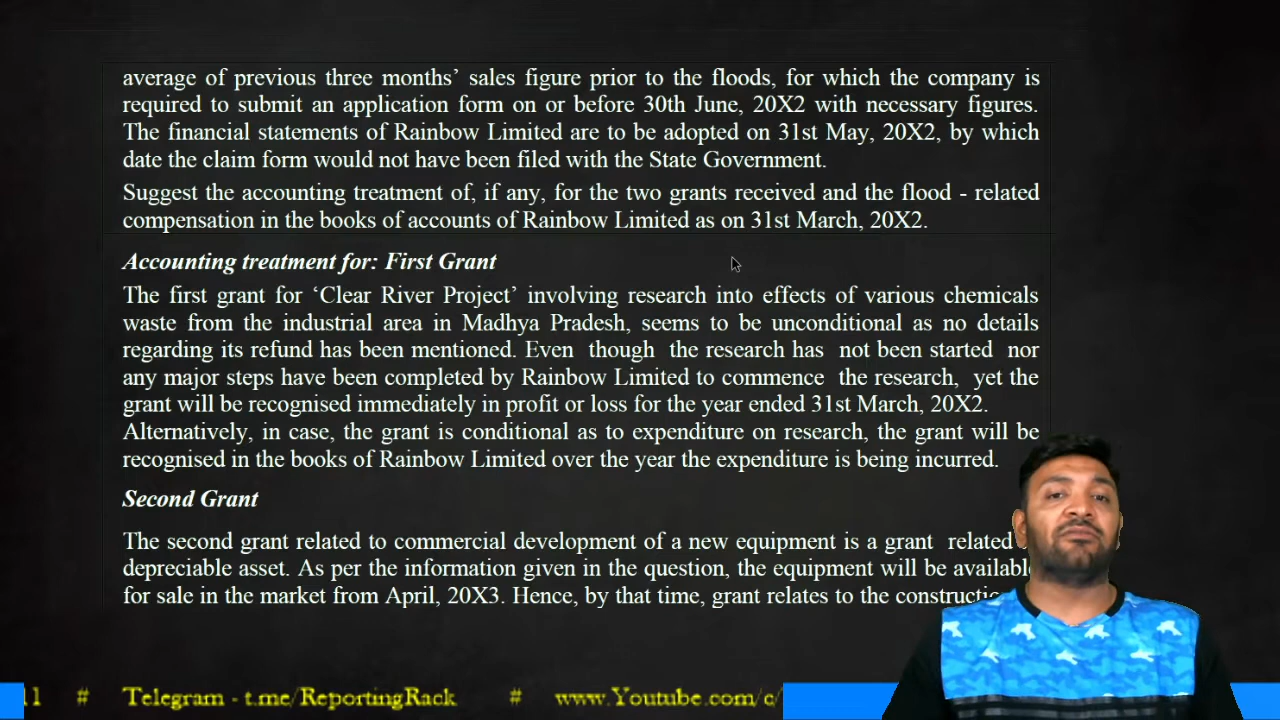 average of previous three months’ sales figure prior to the floods, for which the company is
required to submit an application form on or before 30th June, 20X2 with necessary figures.
The financial statements of Rainbow Limited are to be adopted on 31st May, 20X2, by which
date the claim form would not have been filed with the State Government.
Suggest the accounting treatment of, if any, for the two grants received and the flood - related
compensation in the books of accounts of Rainbow Limited as on 31st March, 20X2.
Accounting treatment for: First Grant
The first grant for ‘Clear River Project’ involving research into effects of various chemicals
waste from the industrial area in Madhya Pradesh, seems to be unconditional as no details
regarding its refund has been mentioned. Even though the research has not been started nor
any major steps have been completed by Rainbow Limited to commence the research, yet the
grant will be recognised immediately in profit or loss for the year ended 31st March, 20X2.
Alternatively, in case, the grant is conditional as to expenditure on research, the grant will be
recognised in the books of Rainbow Limited over the year the expenditure is being incurred.
Second Grant
The second grant related to commercial development of a new equipment is a grant related
depreciable asset. As per the information given in the question, the equipment will be
for sale in the market from April, 20X3. Hence, by that time, grant relates to the
# Telegram - t.me/ReportingRack # www.Youtube.com/c/